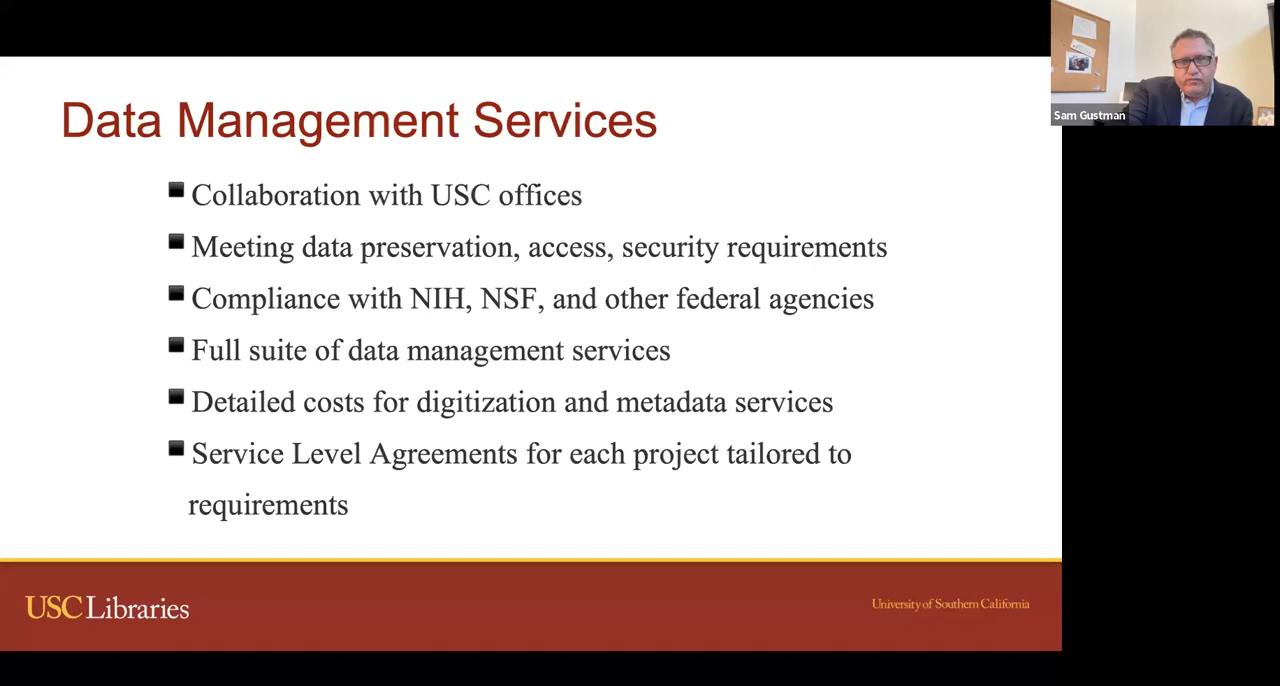 Data Management Services
Collaboration with USC offices
Meeting data preservation, access, security requirements
Compliance with NIH, NSF, and other federal agencies
Full suite of data management services
Detailed costs for digitization and metadata services
Service Level Agreements for each project tailored to
requirements
USC Libraries
University of Southern California
Sam Gustman